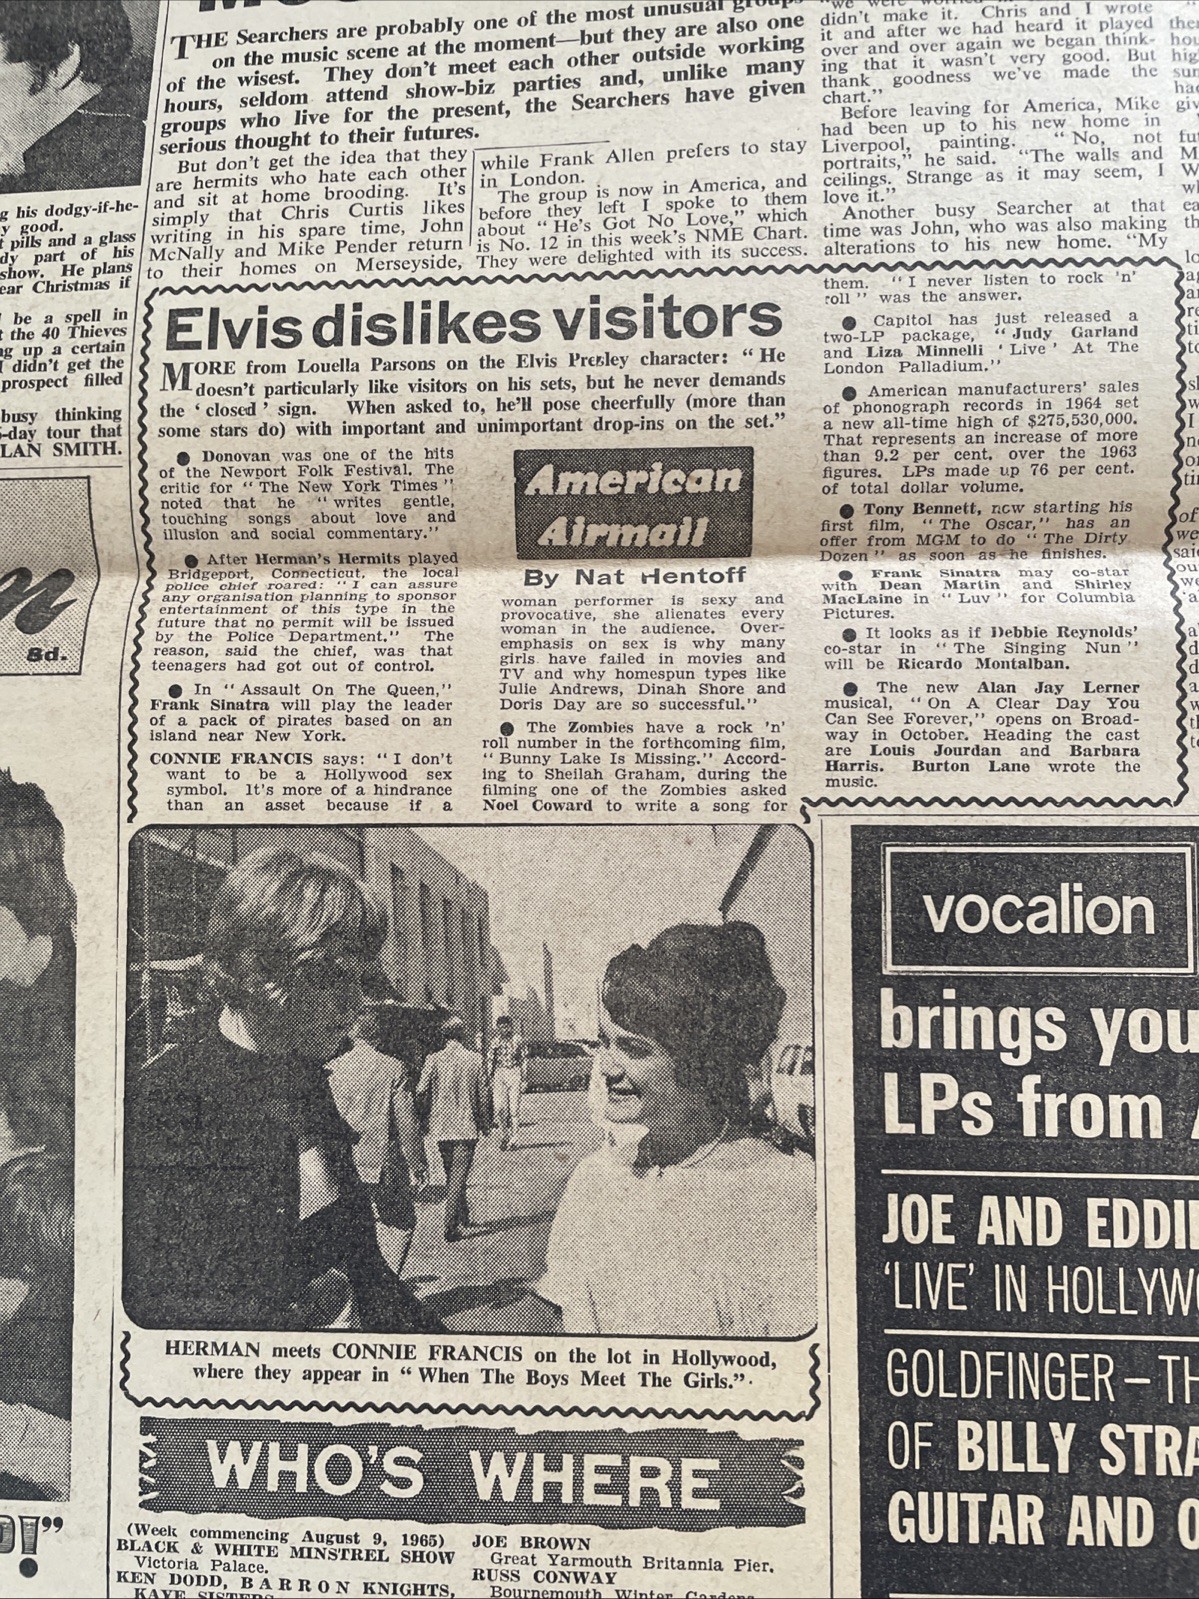 THE Searchers are probably one of the most unusual groups
on the music scene at the moment—but they are also one
of the wisest. They don't meet each other outside working
hours, seldom attend show-biz parties and, unlike many
groups who live for the present, the Searchers have given
serious thought to their futures.
But don't get the idea that they
are hermits who hate each other
and sit at home brooding. It's
simply that Chris Curtis likes
writing in his spare time, John
McNally and Mike Pender return
to their homes on Merseyside,
while Frank Allen prefers to stay
in London.
The group is now in America, and
before they left I spoke to them
about "He's Got No Love," which
is No. 12 in this week's NME Chart.
They were delighted with its success.
"We were worried
didn't make it. Chris and I wrote
it and after we had heard it played
over and over again we began think-
ing that it wasn't very good. But
thank goodness we've made the
chart."
Before leaving for America, Mike
had been up to his new home in
Liverpool, painting. "No, not
portraits," he said. "The walls and
ceilings. Strange as it may seem, I
love it."
Another busy Searcher at that
time was John, who was also making
alterations to his new home. "My
g his dodgy-if-he-
y good.
t pills and a glass
dy part of his
show. He plans
ear Christmas if
l be a spell in
t the 40 Thieves
ng up a certain
I didn't get the
prospect filled
busy thinking
-day tour that
LAN SMITH.
8d.
Elvis dislikes visitors
MORE from Louella Parsons on the Elvis Presley character: "He
doesn't particularly like visitors on his sets, but he never demands
the 'closed' sign. When asked to, he'll pose cheerfully (more than
some stars do) with important and unimportant drop-ins on the set."
● Donovan was one of the hits
of the Newport Folk Festival. The
critic for "The New York Times"
noted that he "writes gentle,
touching songs about love and
illusion and social commentary."
● After Herman's Hermits played
Bridgeport, Connecticut, the local
police chief roared: "I can assure
any organisation planning to sponsor
entertainment of this type in the
future that no permit will be issued
by the Police Department." The
reason, said the chief, was that
teenagers had got out of control.
● In "Assault On The Queen,"
Frank Sinatra will play the leader
of a pack of pirates based on an
island near New York.
CONNIE FRANCIS says: "I don't
want to be a Hollywood sex
symbol. It's more of a hindrance
than an asset because if a
American
Airmail
By Nat Hentoff
woman performer is sexy and
provocative, she alienates every
woman in the audience. Over-
emphasis on sex is why many
girls have failed in movies and
TV and why homespun types like
Julie Andrews, Dinah Shore and
Doris Day are so successful."
● The Zombies have a rock 'n'
roll number in the forthcoming film,
"Bunny Lake Is Missing." Accord-
ing to Sheilah Graham, during the
filming one of the Zombies asked
Noel Coward to write a song for
them. "I never listen to rock 'n'
roll" was the answer.
● Capitol has just released a
two-LP package, "Judy Garland
and Liza Minnelli 'Live' At The
London Palladium."
● American manufacturers' sales
of phonograph records in 1964 set
a new all-time high of $275,530,000.
That represents an increase of more
than 9.2 per cent. over the 1963
figures. LPs made up 76 per cent.
of total dollar volume.
● Tony Bennett, now starting his
first film, "The Oscar," has an
offer from MGM to do "The Dirty
Dozen" as soon as he finishes.
● Frank Sinatra may co-star
with Dean Martin and Shirley
MacLaine in "Luv" for Columbia
Pictures.
● It looks as if Debbie Reynolds'
co-star in "The Singing Nun"
will be Ricardo Montalban.
● The new Alan Jay Lerner
musical, "On A Clear Day You
Can See Forever," opens on Broad-
way in October. Heading the cast
are Louis Jourdan and Barbara
Harris. Burton Lane wrote the
music.
HERMAN meets CONNIE FRANCIS on the lot in Hollywood,
where they appear in "When The Boys Meet The Girls."
WHO'S WHERE
(Week commencing August 9, 1965)
BLACK & WHITE MINSTREL SHOW
Victoria Palace.
KEN DODD, BARRON KNIGHTS,
KAYE SISTERS
JOE BROWN
Great Yarmouth Britannia Pier.
RUSS CONWAY
Bournemouth Winter Gardens
vocalion
brings you
LPs from
JOE AND EDDIE
'LIVE' IN HOLLYW
GOLDFINGER – TH
OF BILLY STRA
GUITAR AND O